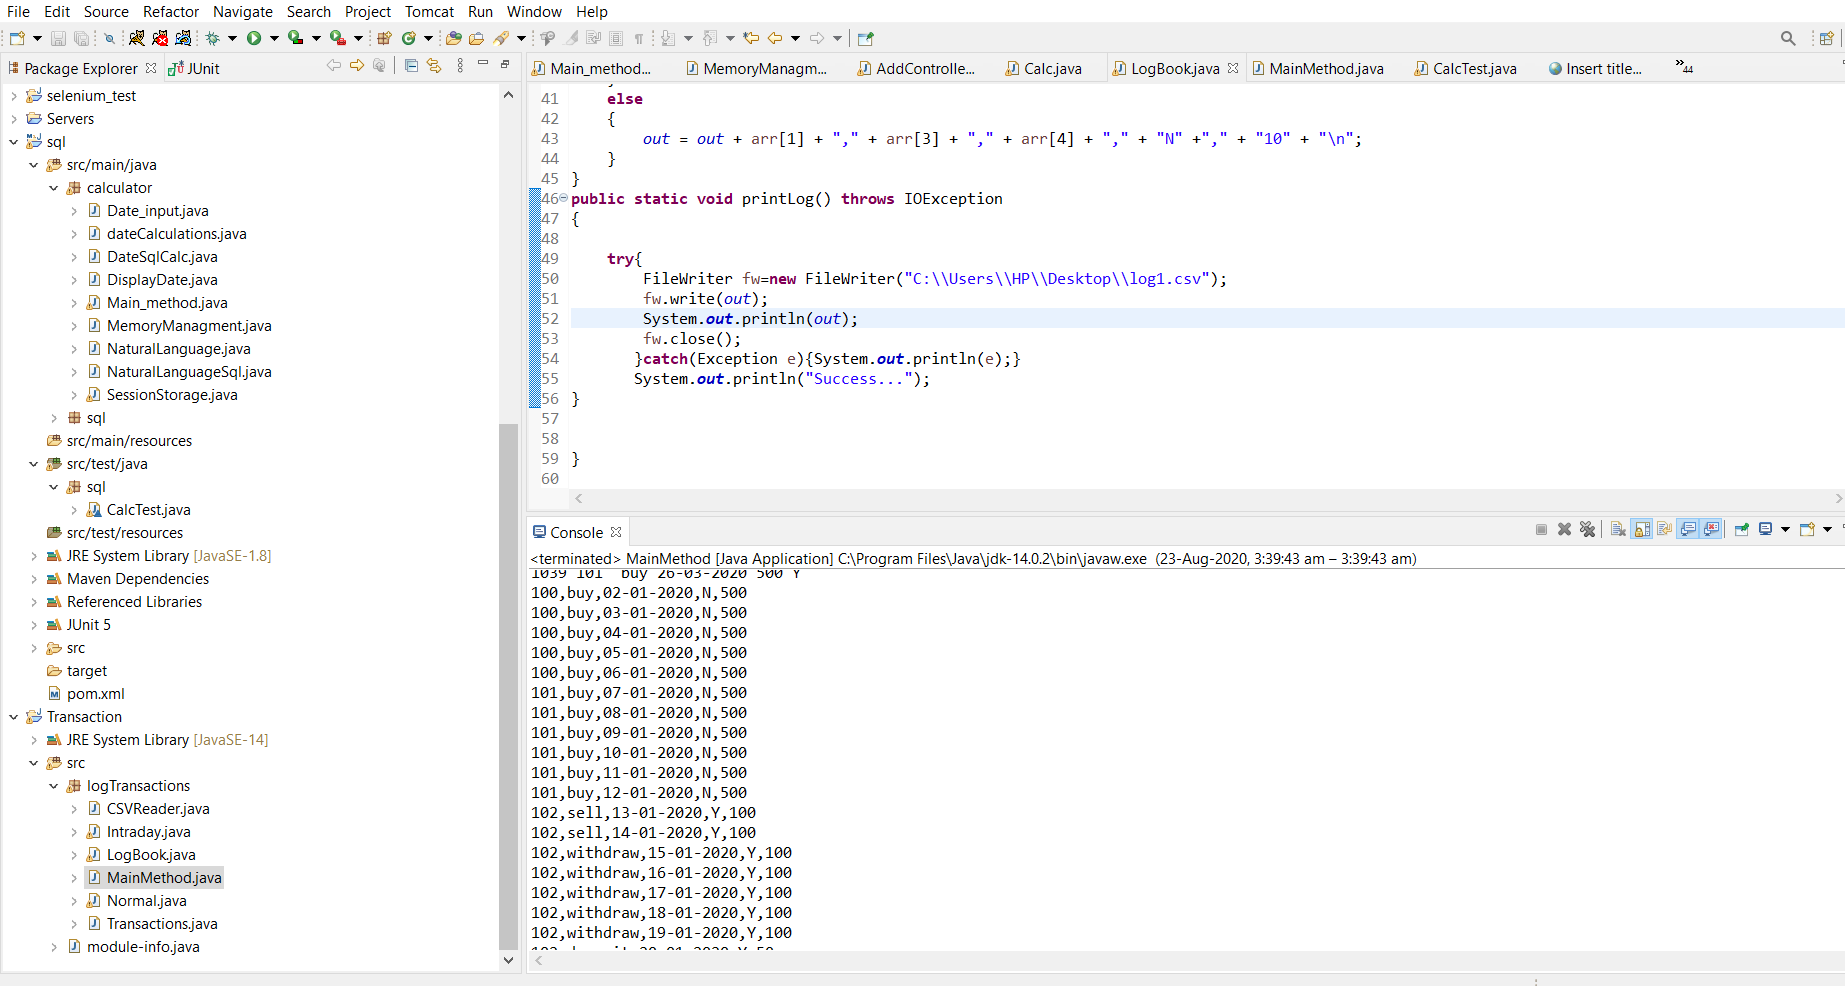 File Edit Source Refactor Navigate Search Project Tomcat Run Window Help
Package Explorer JUnit
selenium_test
Servers
sql
src/main/java
calculator
Date_input.java
dateCalculations.java
DateSqlCalc.java
DisplayDate.java
Main_method.java
MemoryManagment.java
NaturalLanguage.java
NaturalLanguageSql.java
SessionStorage.java
sql
src/main/resources
src/test/java
sql
CalcTest.java
src/test/resources
JRE System Library [JavaSE-1.8]
Maven Dependencies
Referenced Libraries
JUnit 5
src
target
pom.xml
Transaction
JRE System Library [JavaSE-14]
src
logTransactions
CSVReader.java
Intraday.java
LogBook.java
MainMethod.java
Normal.java
Transactions.java
module-info.java
Main_method... MemoryManagm... AddControlle... Calc.java LogBook.java MainMethod.java CalcTest.java Insert title... »44
41 else
42 {
43 out = out + arr[1] + "," + arr[3] + "," + arr[4] + "," + "N" +"," + "10" + "\n";
44 }
45 }
46 public static void printLog() throws IOException
47 {
48
49 try{
50 FileWriter fw=new FileWriter("C:\\Users\\HP\\Desktop\\log1.csv");
51 fw.write(out);
52 System.out.println(out);
53 fw.close();
54 }catch(Exception e){System.out.println(e);}
55 System.out.println("Success...");
56 }
57
58
59 }
60
Console
<terminated> MainMethod [Java Application] C:\Program Files\Java\jdk-14.0.2\bin\javaw.exe (23-Aug-2020, 3:39:43 am – 3:39:43 am)
1039 101 buy 26-03-2020 500 Y
100,buy,02-01-2020,N,500
100,buy,03-01-2020,N,500
100,buy,04-01-2020,N,500
100,buy,05-01-2020,N,500
100,buy,06-01-2020,N,500
101,buy,07-01-2020,N,500
101,buy,08-01-2020,N,500
101,buy,09-01-2020,N,500
101,buy,10-01-2020,N,500
101,buy,11-01-2020,N,500
101,buy,12-01-2020,N,500
102,sell,13-01-2020,Y,100
102,sell,14-01-2020,Y,100
102,withdraw,15-01-2020,Y,100
102,withdraw,16-01-2020,Y,100
102,withdraw,17-01-2020,Y,100
102,withdraw,18-01-2020,Y,100
102,withdraw,19-01-2020,Y,100